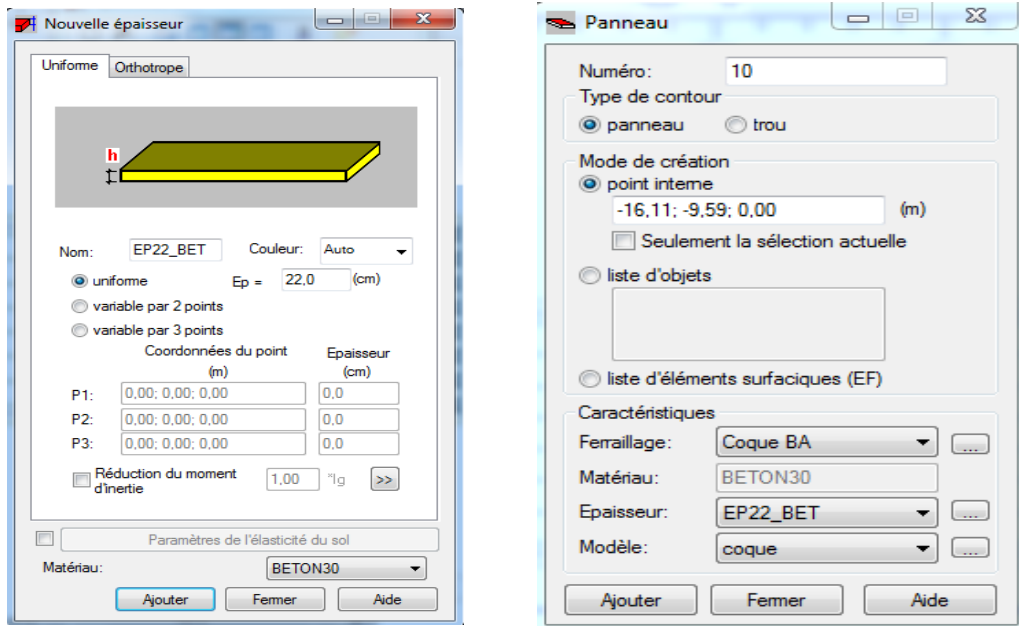 Nouvelle épaisseur
Uniforme Orthotrope
h
Nom: EP22_BET Couleur: Auto
uniforme Ep = 22,0 (cm)
variable par 2 points
variable par 3 points
Coordonnées du point Epaisseur
(m) (cm)
P1: 0,00; 0,00; 0,00 0,0
P2: 0,00; 0,00; 0,00 0,0
P3: 0,00; 0,00; 0,00 0,0
Réduction du moment
d'inertie 1,00 *Ig >>
Paramètres de l'élasticité du sol
Matériau: BETON30
Ajouter Fermer Aide
Panneau
Numéro: 10
Type de contour
panneau trou
Mode de création
point interne
-16,11; -9,59; 0,00 (m)
Seulement la sélection actuelle
liste d'objets
liste d'éléments surfaciques (EF)
Caractéristiques
Ferraillage: Coque BA ...
Matériau: BETON30
Epaisseur: EP22_BET ...
Modèle: coque ...
Ajouter Fermer Aide